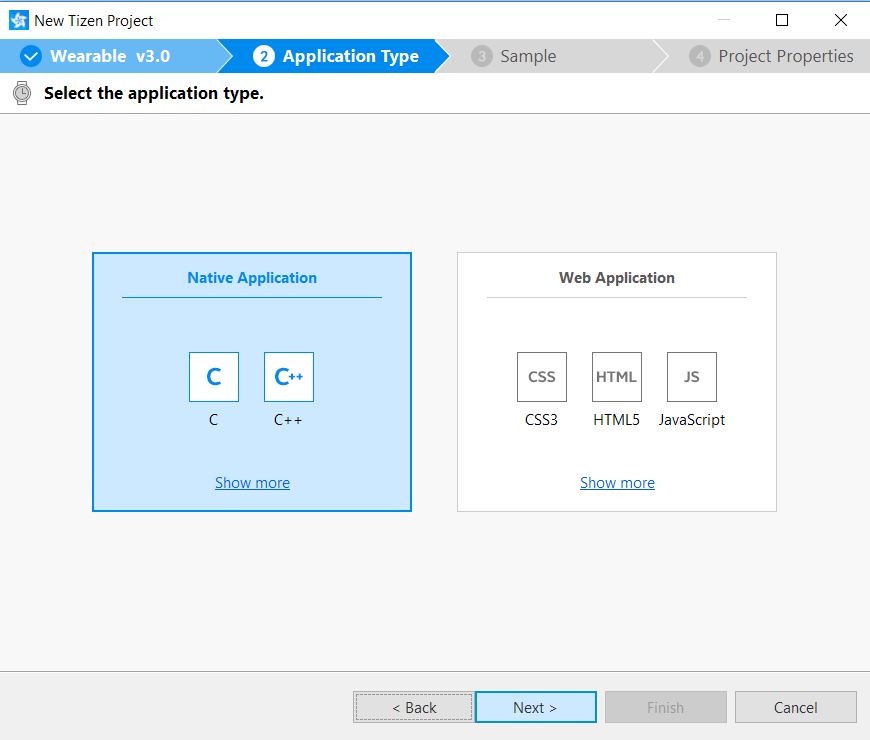 New Tizen Project
Wearable v3.0
2 Application Type
3 Sample
4 Project Properties
Select the application type.
Native Application
C C++
C C++
Show more
Web Application
CSS HTML JS
CSS3 HTML5 JavaScript
Show more
< Back Next > Finish Cancel